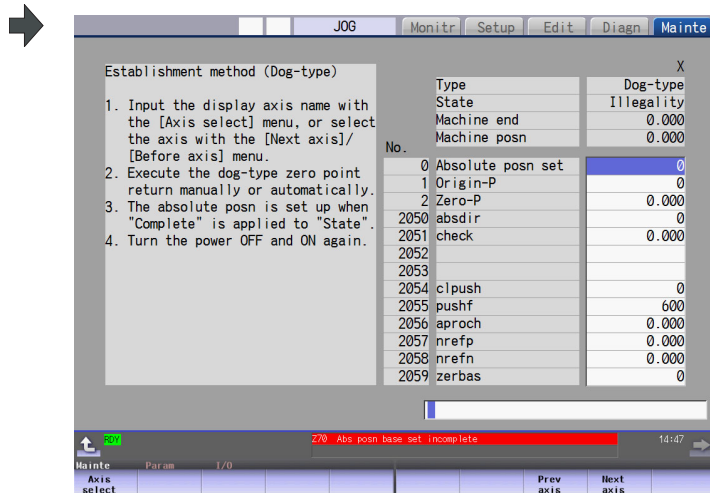 JOG Monitr Setup Edit Diagn Mainte
Establishment method (Dog-type)
1. Input the display axis name with
the [Axis select] menu, or select
the axis with the [Next axis]/
[Before axis] menu.
2. Execute the dog-type zero point
return manually or automatically.
3. The absolute posn is set up when
"Complete" is applied to "State".
4. Turn the power OFF and ON again.
X
Type Dog-type
State Illegality
Machine end 0.000
Machine posn 0.000
No.
0 Absolute posn set 0
1 Origin-P 0
2 Zero-P 0.000
2050 absdir 0
2051 check 0.000
2052
2053
2054 clpush 0
2055 pushf 600
2056 aproch 0.000
2057 nrefp 0.000
2058 nrefn 0.000
2059 zerbas 0
RDY Z70 Abs posn base set incomplete 14:47
Mainte Param I/O
Axis select Prev axis Next axis